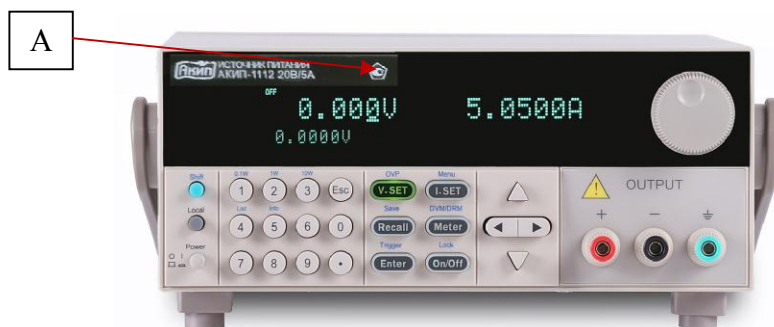 A
Акип
ИСТОЧНИК ПИТАНИЯ
АКИП-1112 20В/5А
OFF
0.000V 5.0500A
0.0000V
Shift
Local
Power
O I
0.1W 1W 10W
1 2 3 Esc
List Info
4 5 6 0
7 8 9 •
OVP Menu
V-SET I-SET
Save DVM/DRM
Recall Meter
Trigger Lock
Enter On/Off
OUTPUT
+ −